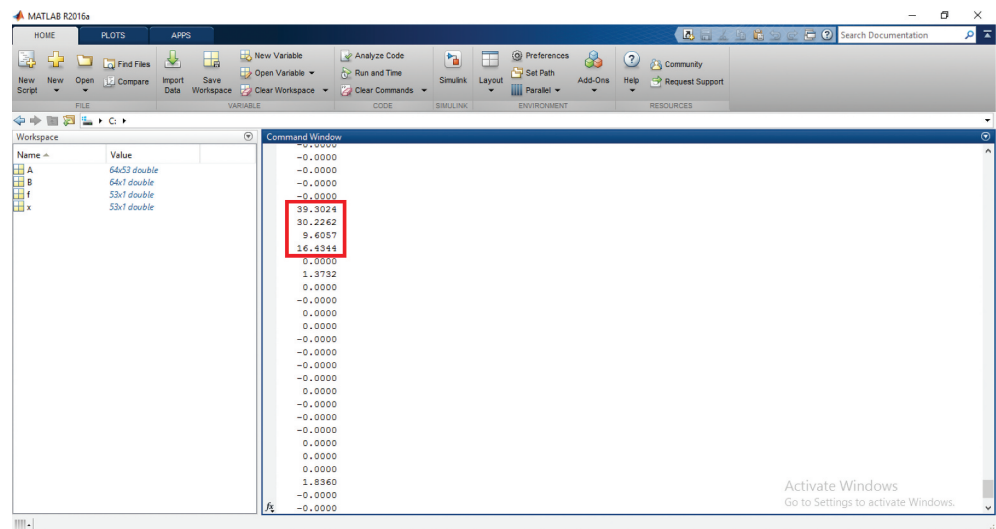 MATLAB R2016a
HOME PLOTS APPS
Search Documentation
New Script
New
Open
Find Files
Compare
Import Data
Save Workspace
New Variable
Open Variable
Clear Workspace
Analyze Code
Run and Time
Clear Commands
Simulink
Layout
Preferences
Set Path
Parallel
Add-Ons
Help
Community
Request Support
FILE VARIABLE CODE SIMULINK ENVIRONMENT RESOURCES
C:
Workspace
Name Value
A 64x53 double
B 64x1 double
f 53x1 double
x 53x1 double
Command Window
-0.0000
-0.0000
-0.0000
-0.0000
-0.0000
39.3024
30.2262
9.6057
16.4344
0.0000
1.3732
0.0000
-0.0000
0.0000
0.0000
-0.0000
-0.0000
-0.0000
-0.0000
0.0000
-0.0000
-0.0000
0.0000
0.0000
0.0000
1.8360
-0.0000
-0.0000
fx
Activate Windows
Go to Settings to activate Windows.